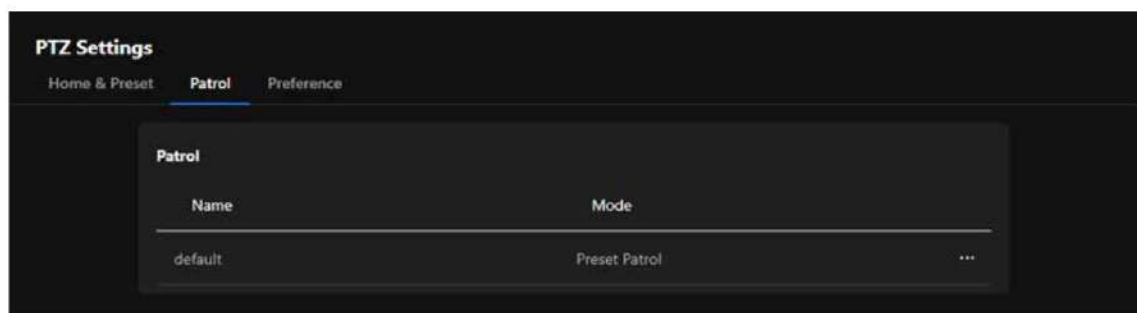 PTZ Settings
Home & Preset Patrol Preference
Patrol
Name Mode
default Preset Patrol ...